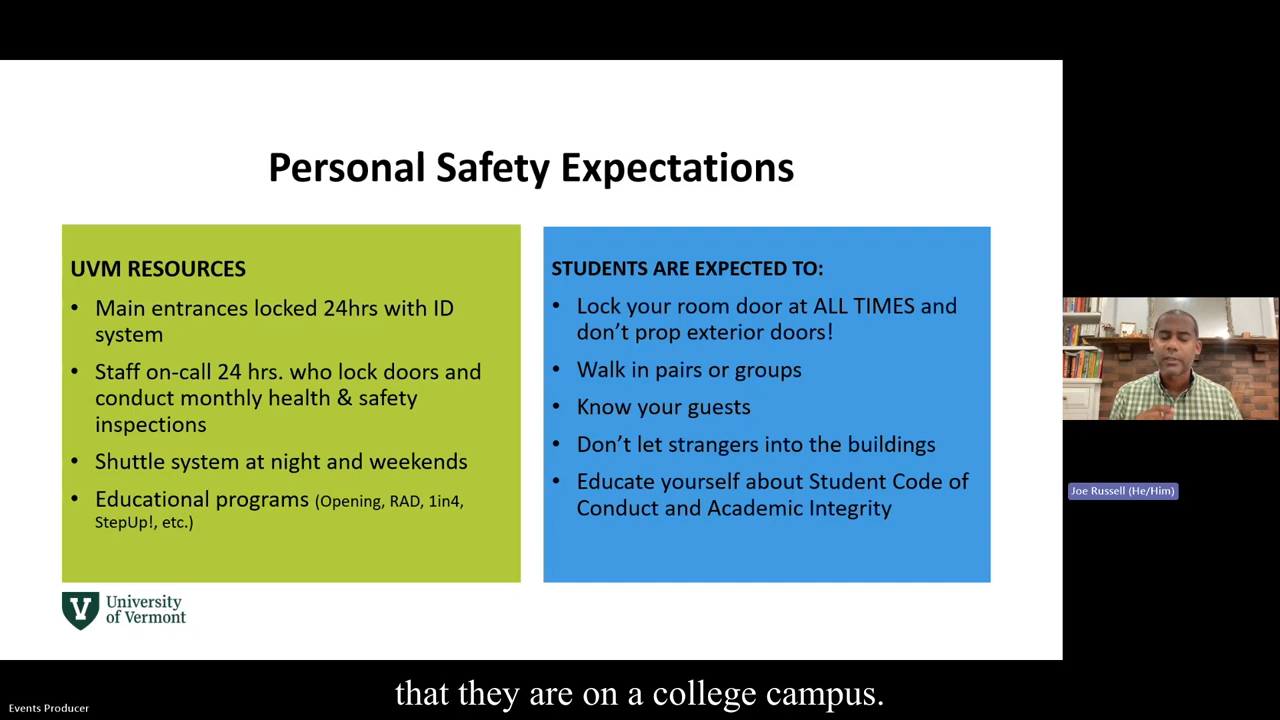 Personal Safety Expectations
UVM RESOURCES
• Main entrances locked 24hrs with ID
system
• Staff on-call 24 hrs. who lock doors and
conduct monthly health & safety
inspections
• Shuttle system at night and weekends
• Educational programs (Opening, RAD, 1in4,
StepUp!, etc.)
STUDENTS ARE EXPECTED TO:
• Lock your room door at ALL TIMES and
don’t prop exterior doors!
• Walk in pairs or groups
• Know your guests
• Don’t let strangers into the buildings
• Educate yourself about Student Code of
Conduct and Academic Integrity
V University
of Vermont
Joe Russell (He/Him)
that they are on a college campus.
Events Producer